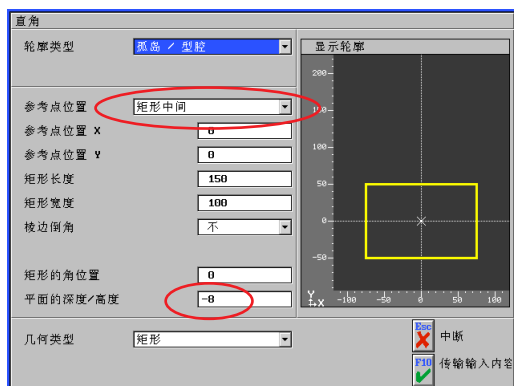 直角
轮廓类型 孤岛 / 型腔
显示轮廓
参考点位置 矩形中间
参考点位置 X 0
参考点位置 Y 0
矩形长度 150
矩形宽度 100
棱边倒角 不
矩形的角位置 0
平面的深度/高度 -8
几何类型 矩形
200
100
50
0
-50
Y
X -100 -50 0 50 100
Esc 中断
F10 传输输入内容